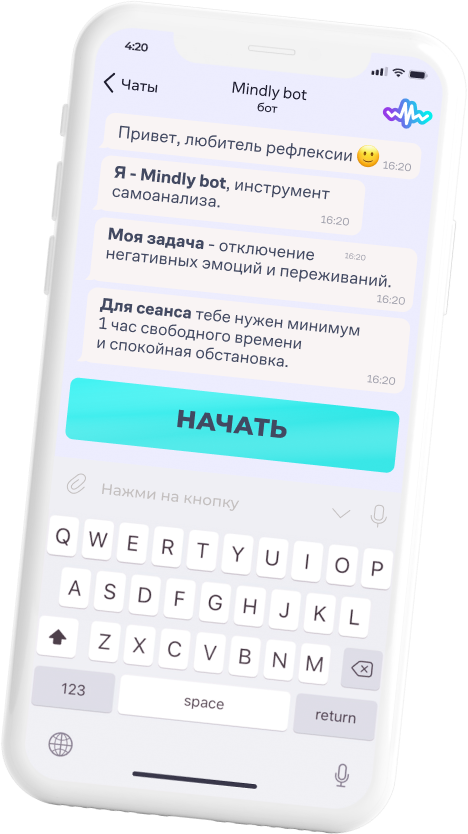 4:20
Чаты
Mindly bot
бот
Привет, любитель рефлексии 🙂 16:20
Я - Mindly bot, инструмент
самоанализа.
16:20
Моя задача - отключение 16:20
негативных эмоций и переживаний.
16:20
Для сеанса тебе нужен минимум
1 час свободного времени
и спокойная обстановка.
16:20
НАЧАТЬ
Нажми на кнопку
Q W E R T Y U I O P
A S D F G H J K L
Z X C V B N M
123 space return